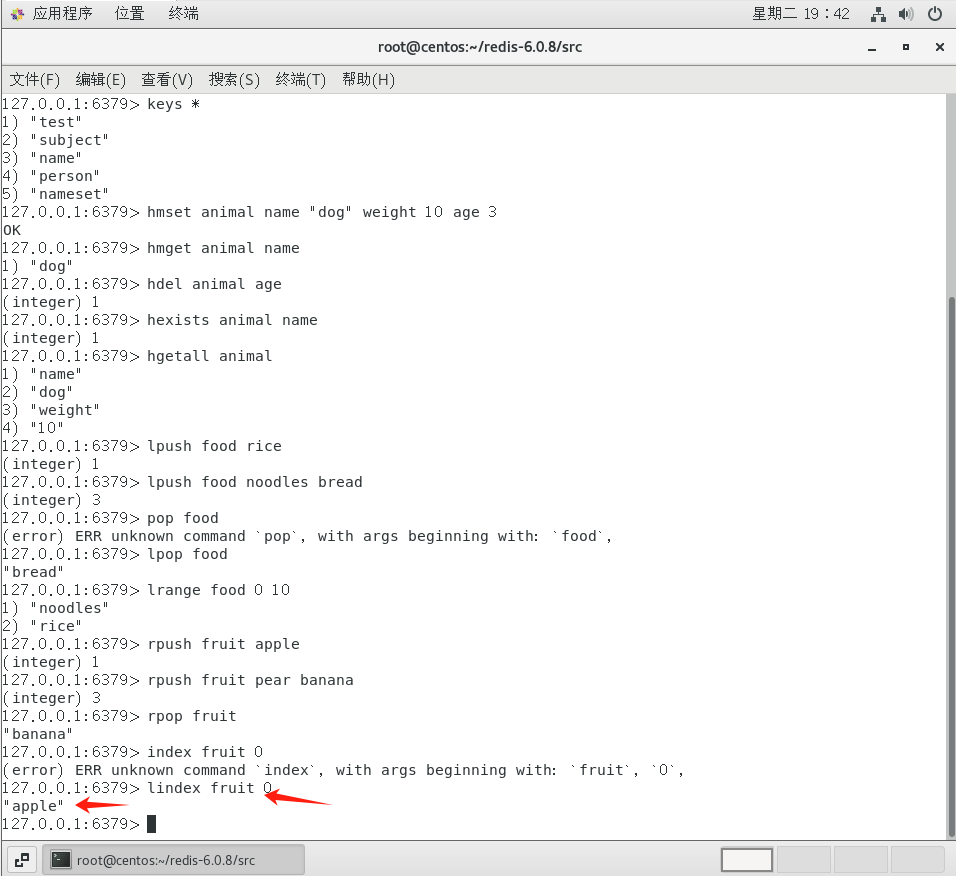 应用程序 位置 终端 星期二 19：42
root@centos:~/redis-6.0.8/src
文件(F) 编辑(E) 查看(V) 搜索(S) 终端(T) 帮助(H)
127.0.0.1:6379> keys *
1) "test"
2) "subject"
3) "name"
4) "person"
5) "nameset"
127.0.0.1:6379> hmset animal name "dog" weight 10 age 3
OK
127.0.0.1:6379> hmget animal name
1) "dog"
127.0.0.1:6379> hdel animal age
(integer) 1
127.0.0.1:6379> hexists animal name
(integer) 1
127.0.0.1:6379> hgetall animal
1) "name"
2) "dog"
3) "weight"
4) "10"
127.0.0.1:6379> lpush food rice
(integer) 1
127.0.0.1:6379> lpush food noodles bread
(integer) 3
127.0.0.1:6379> pop food
(error) ERR unknown command `pop`, with args beginning with: `food`,
127.0.0.1:6379> lpop food
"bread"
127.0.0.1:6379> lrange food 0 10
1) "noodles"
2) "rice"
127.0.0.1:6379> rpush fruit apple
(integer) 1
127.0.0.1:6379> rpush fruit pear banana
(integer) 3
127.0.0.1:6379> rpop fruit
"banana"
127.0.0.1:6379> index fruit 0
(error) ERR unknown command `index`, with args beginning with: `fruit`, `0`,
127.0.0.1:6379> lindex fruit 0
"apple"
127.0.0.1:6379>
root@centos:~/redis-6.0.8/src